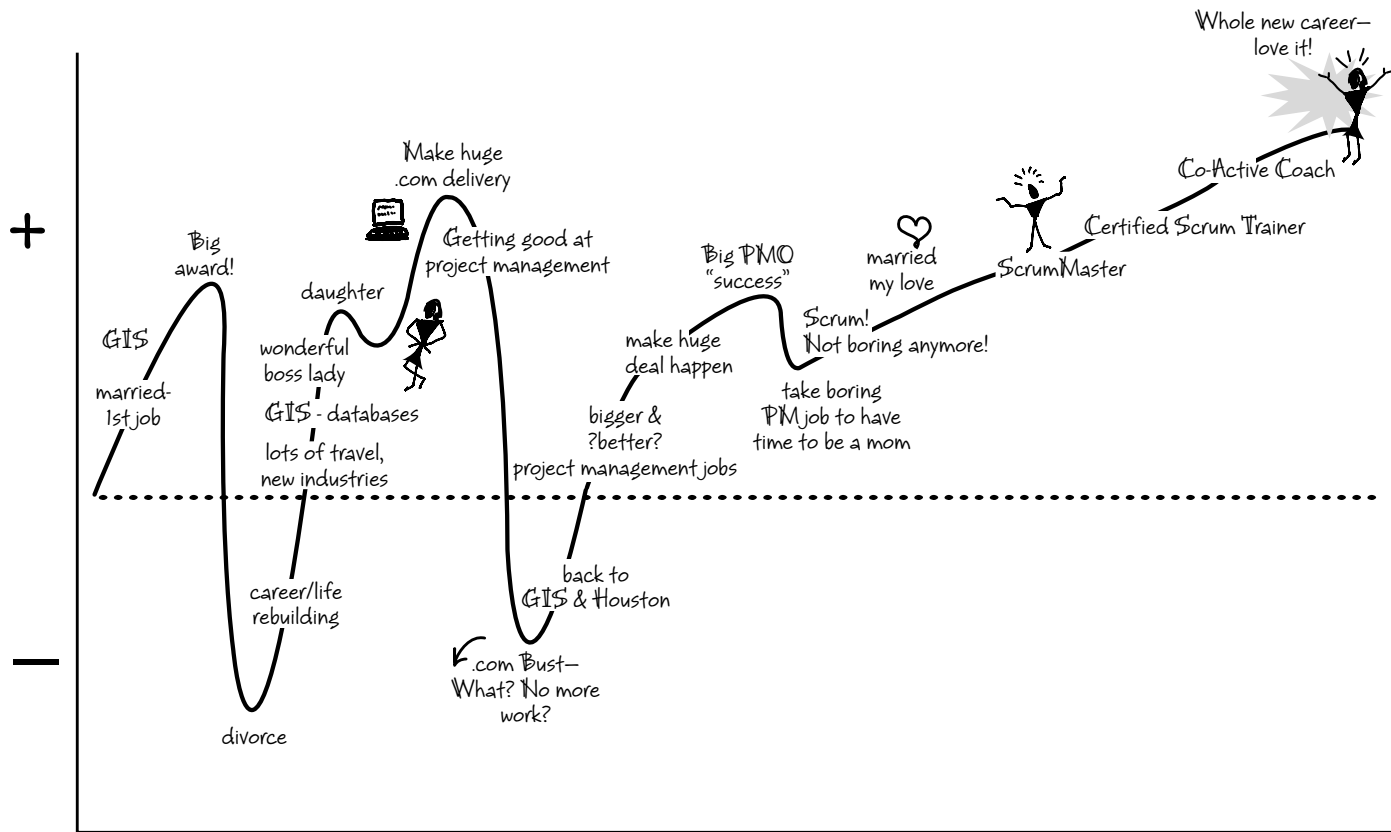 Whole new career—
love it!
+
Make huge
.com delivery
Co-Active Coach
Certified Scrum Trainer
Big
award!
Getting good at
project management
Big PMO
“success”
married
my love
ScrumMaster
daughter
GIS
wonderful
boss lady
make huge
deal happen
Scrum!
Not boring anymore!
married-
1st job
GIS - databases
bigger &
?better?
project management jobs
take boring
PM job to have
time to be a mom
lots of travel,
new industries
career/life
rebuilding
back to
GIS & Houston
—
.com Bust—
What? No more
work?
divorce